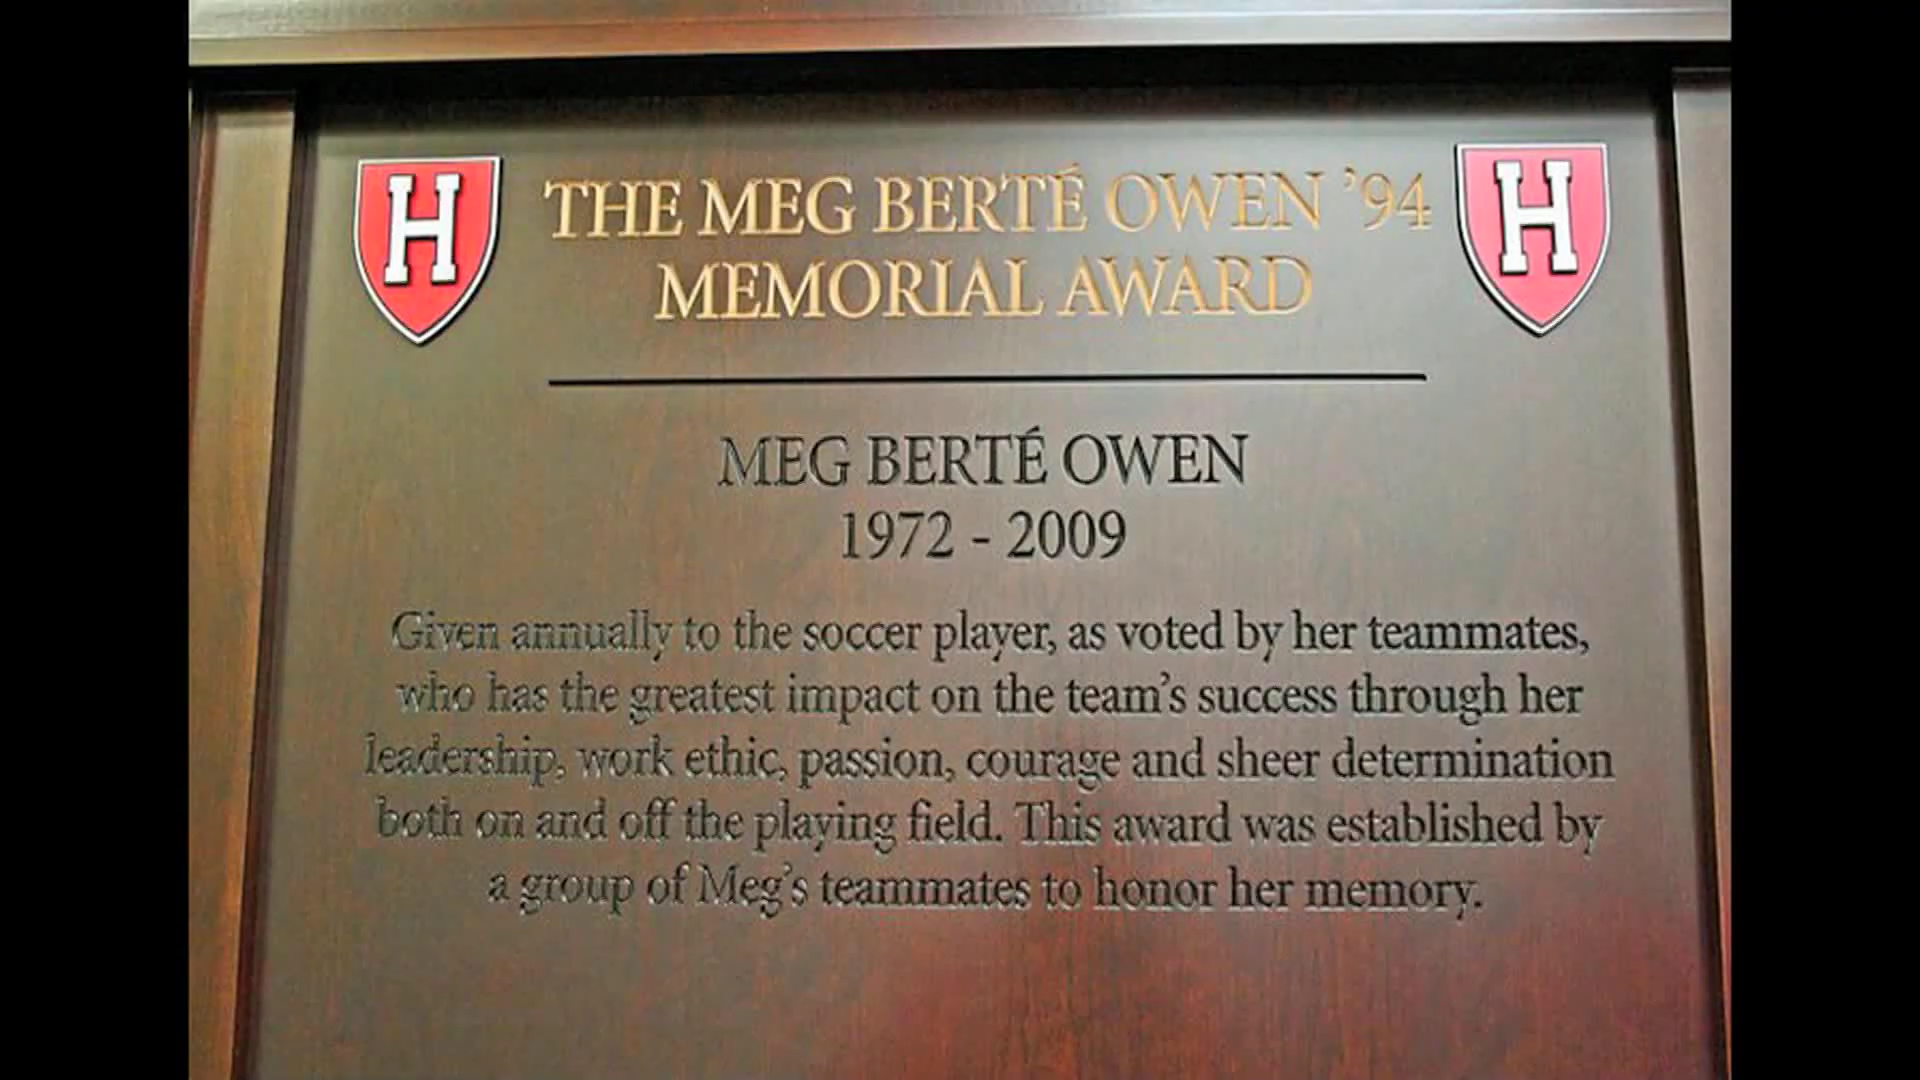 H
THE MEG BERTÉ OWEN ’94
H
MEMORIAL AWARD
MEG BERTÉ OWEN
1972 - 2009
Given annually to the soccer player, as voted by her teammates,
who has the greatest impact on the team’s success through her
leadership, work ethic, passion, courage and sheer determination
both on and off the playing field. This award was established by
a group of Meg’s teammates to honor her memory.